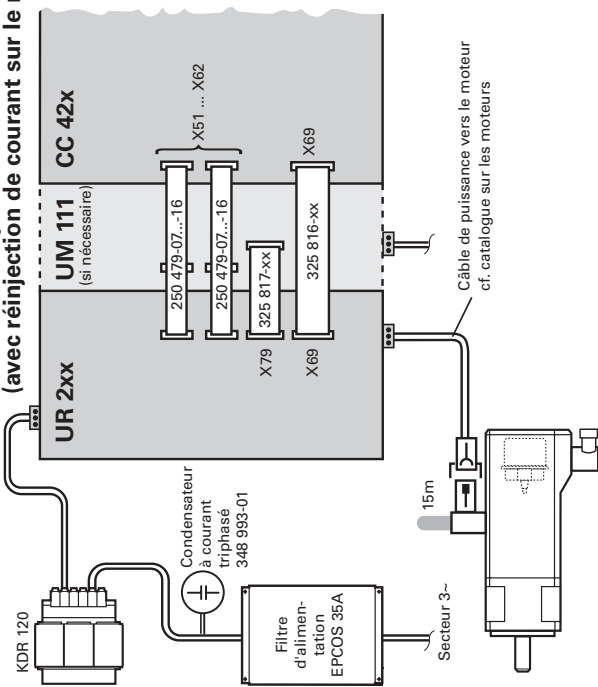 (avec réinjection de courant sur le
UR 2xx
UM 111
(si nécessaire)
CC 42x
250 479-07...-16
250 479-07...-16
325 817-xx
325 816-xx
X51 ... X62
X79
X69
X69
KDR 120
Condensateur
à courant
triphasé
348 993-01
Filtre
d'alimen-
tation
EPCOS 35A
Secteur 3~
15m
Câble de puissance vers le moteur
cf. catalogue sur les moteurs